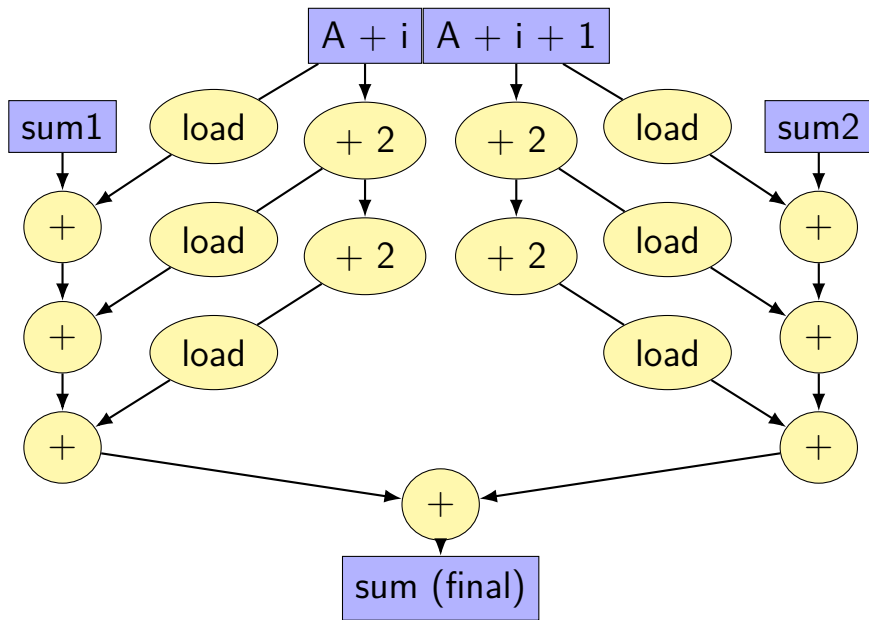 A + i A + i + 1
sum1 load + 2 + 2 load sum2
+ +
load + 2 + 2 load
+ +
load load
+ +
+
sum (final)